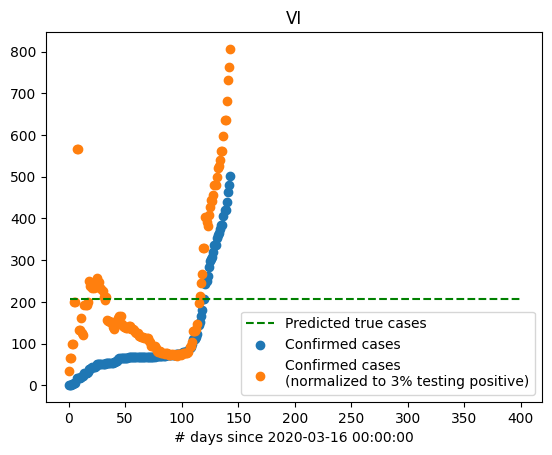 VI
800
700
600
500
400
300
200
100
0
Predicted true cases
Confirmed cases
Confirmed cases
(normalized to 3% testing positive)
0 50 100 150 200 250 300 350 400
# days since 2020-03-16 00:00:00